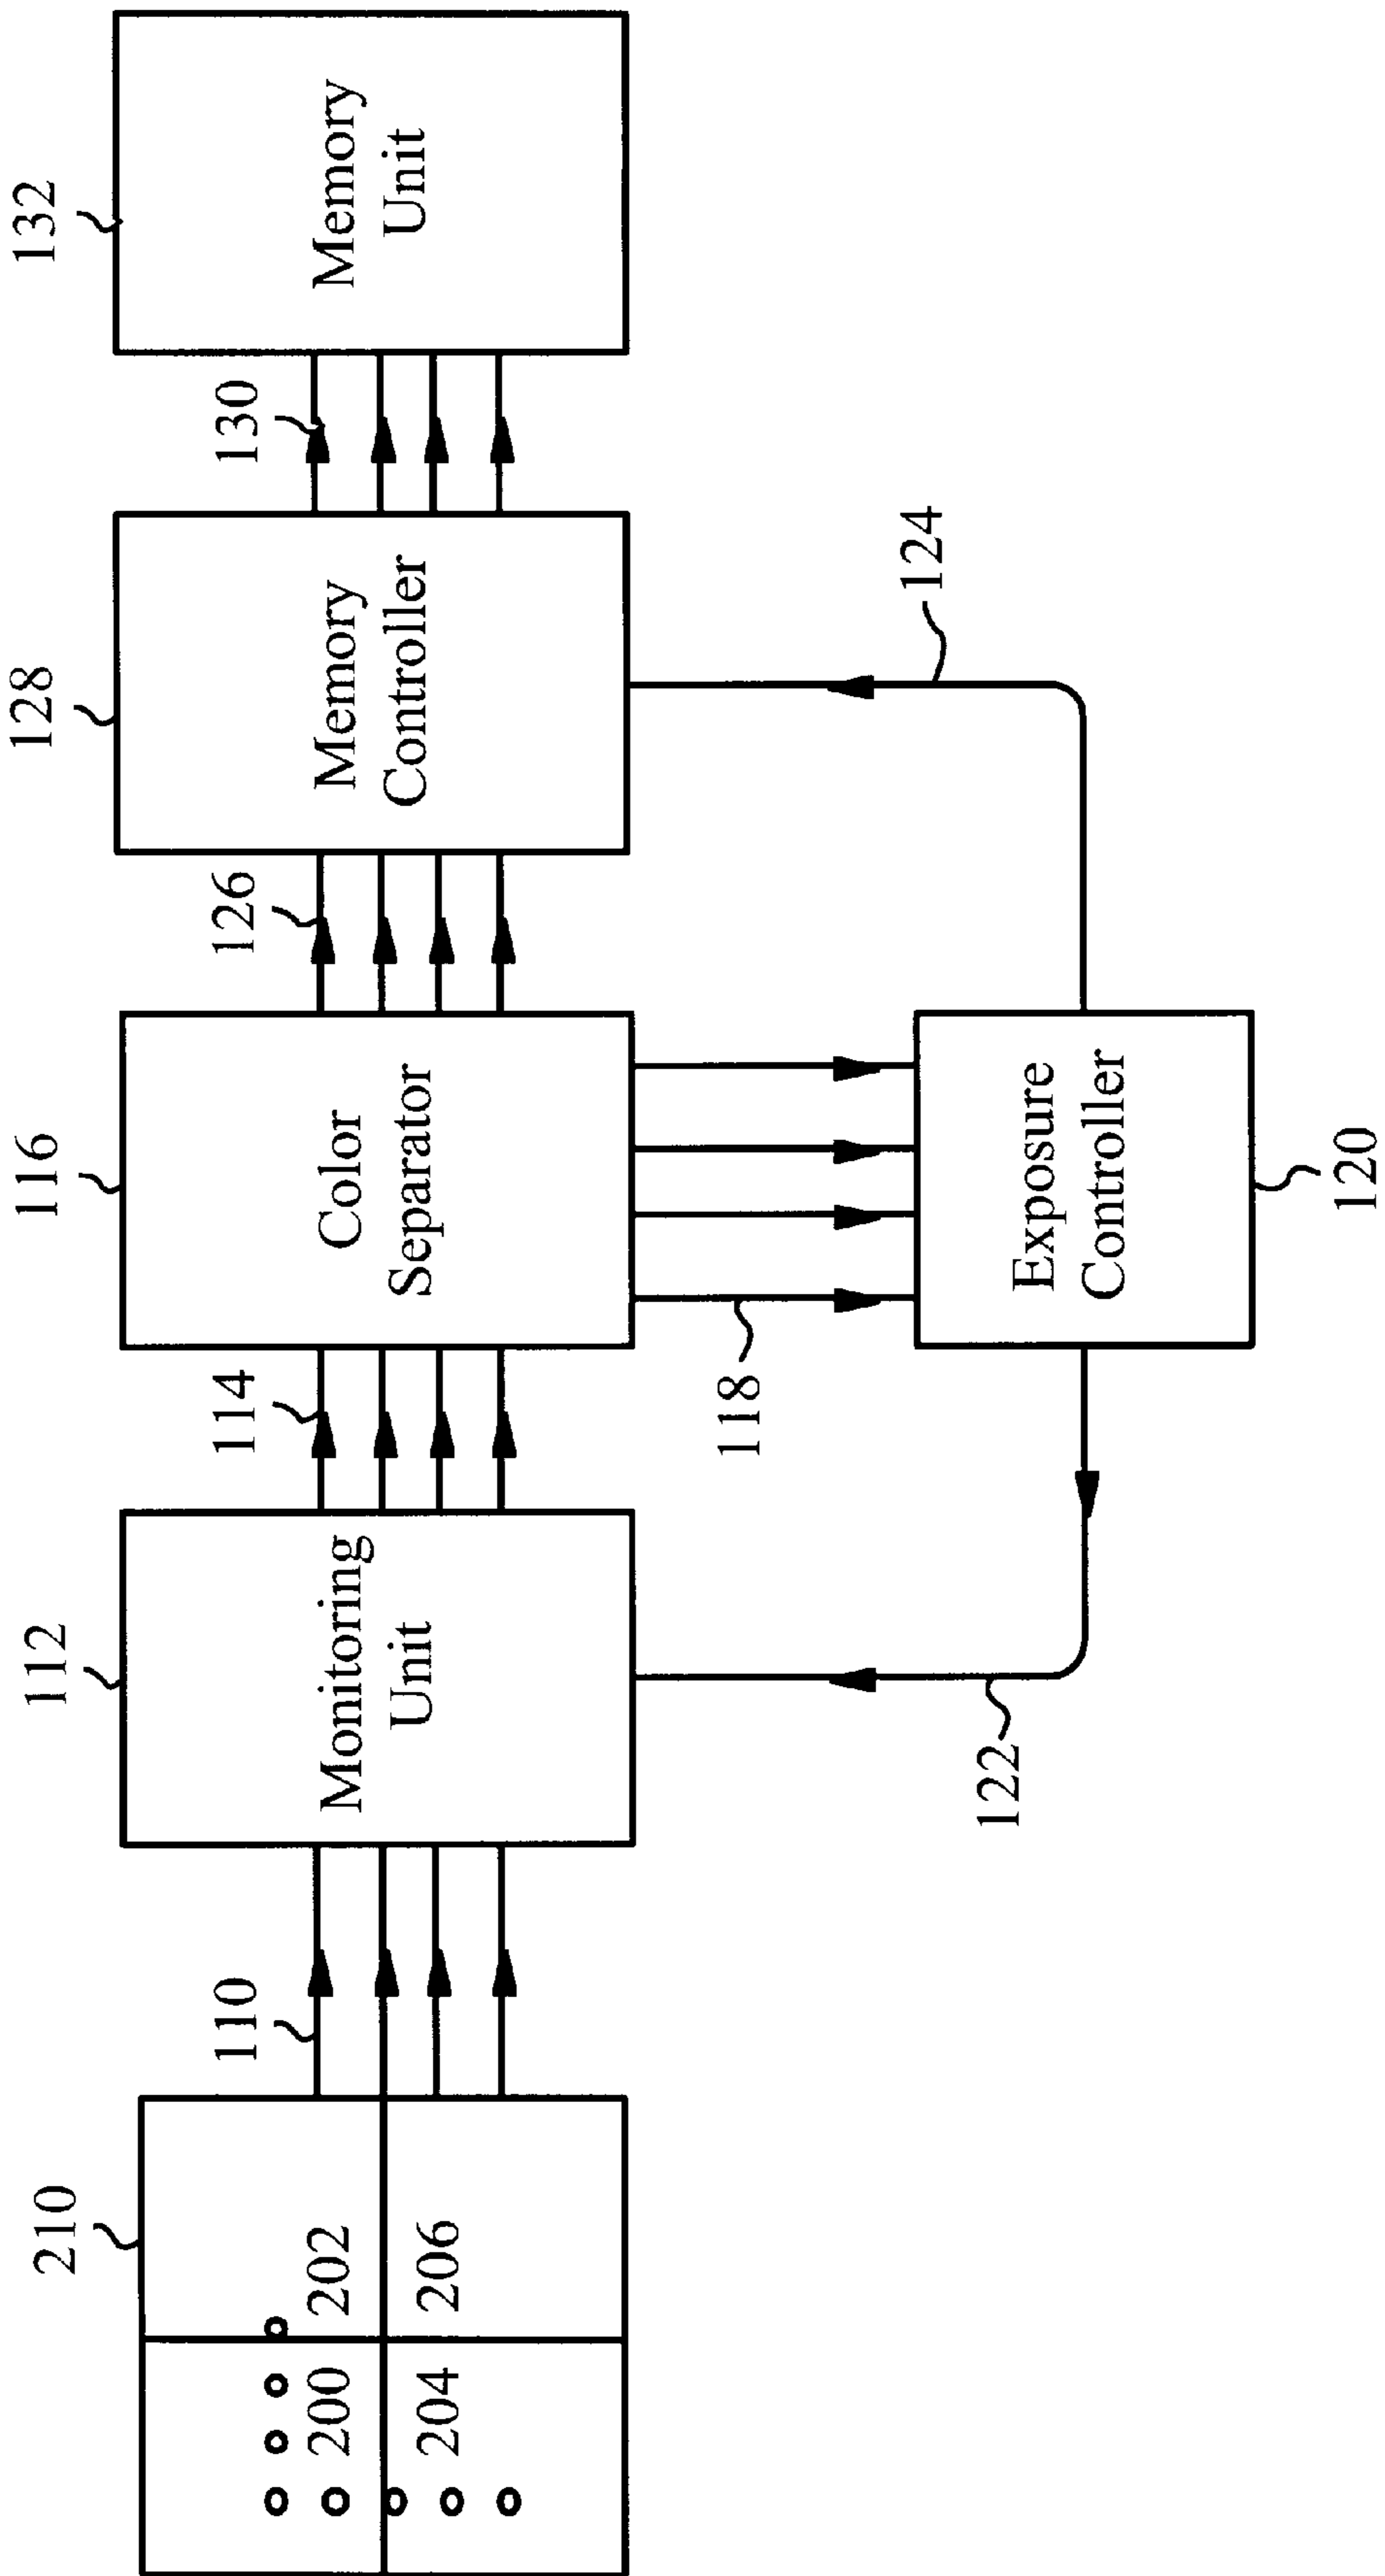 210
110
112
114
116
126
128
130
132
200
202
204
206
Monitoring
Unit
Color
Separator
Memory
Controller
Memory
Unit
122
118
124
Exposure
Controller
120